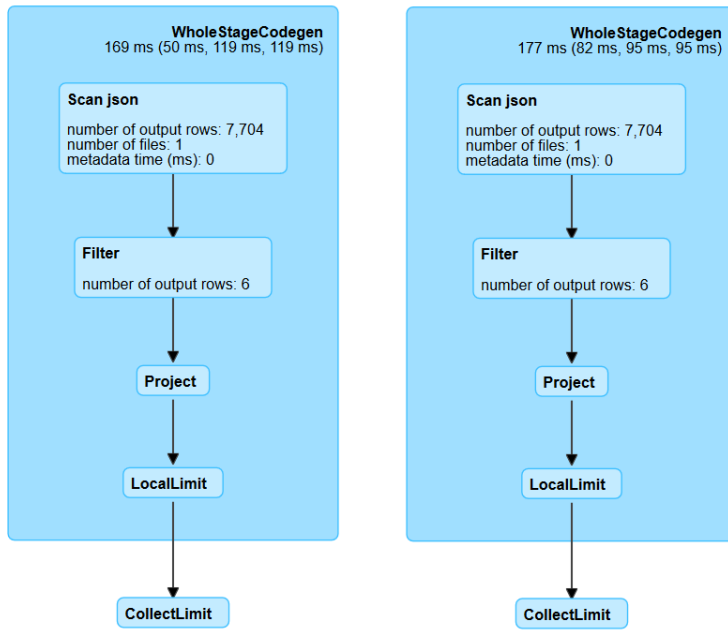 WholeStageCodegen
169 ms (50 ms, 119 ms, 119 ms)
Scan json
number of output rows: 7,704
number of files: 1
metadata time (ms): 0
Filter
number of output rows: 6
Project
LocalLimit
CollectLimit
WholeStageCodegen
177 ms (82 ms, 95 ms, 95 ms)
Scan json
number of output rows: 7,704
number of files: 1
metadata time (ms): 0
Filter
number of output rows: 6
Project
LocalLimit
CollectLimit